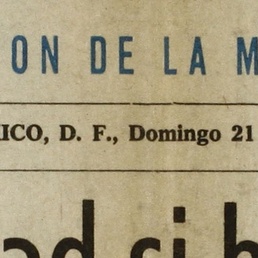 ON DE LA M
ICO, D. F., Domingo 21
ad si h